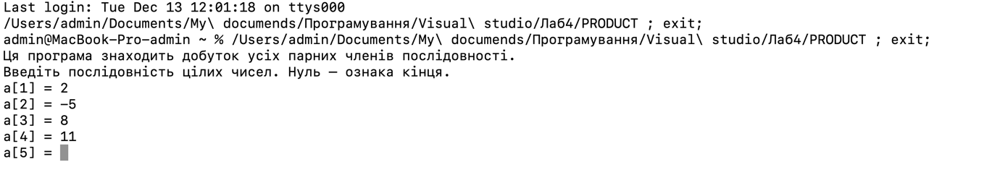 Last login: Tue Dec 13 12:01:18 on ttys000
/Users/admin/Documents/My\ documends/Програмування/Visual\ studio/Лаб4/PRODUCT ; exit;
admin@MacBook-Pro-admin ~ % /Users/admin/Documents/My\ documends/Програмування/Visual\ studio/Лаб4/PRODUCT ; exit;
Ця програма знаходить добуток усіх парних членів послідовності.
Введіть послідовність цілих чисел. Нуль – ознака кінця.
a[1] = 2
a[2] = -5
a[3] = 8
a[4] = 11
a[5] =